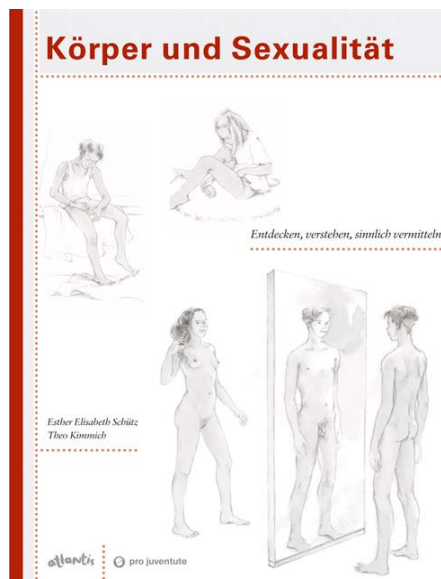 Körper und Sexualität
Entdecken, verstehen, sinnlich vermitteln
Esther Elisabeth Schütz
Theo Kimmich
atlantis
pro juventute